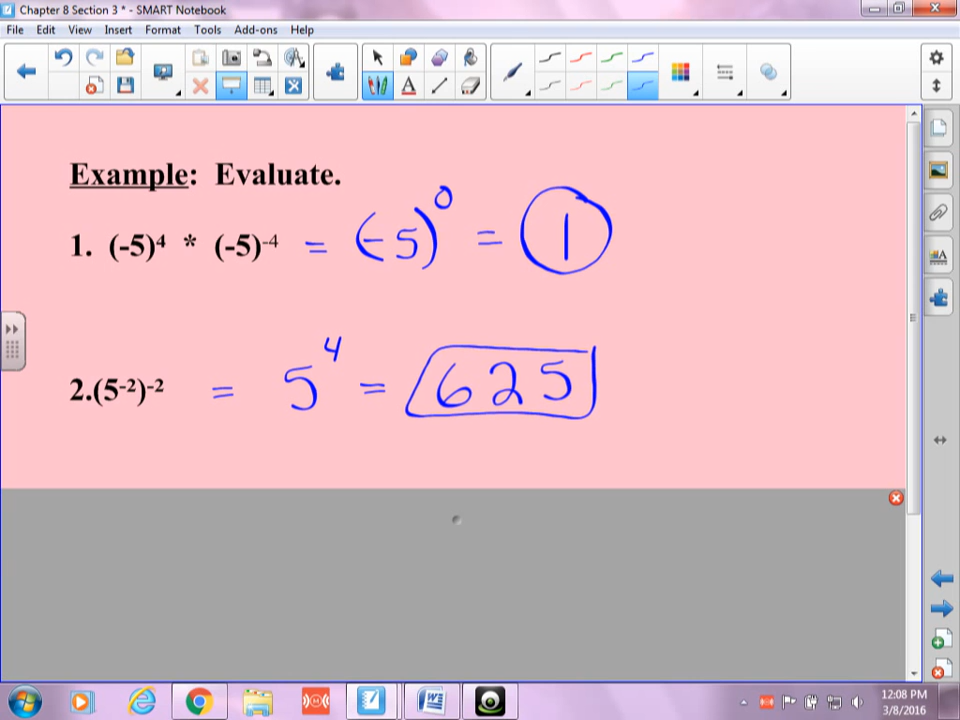 Chapter 8 Section 3 * - SMART Notebook
File Edit View Insert Format Tools Add-ons Help
Example: Evaluate.
1. (-5)⁴ * (-5)⁻⁴ = (-5)⁰ = 1
2.(5⁻²)⁻² = 5⁴ = 625
12:08 PM
3/8/2016